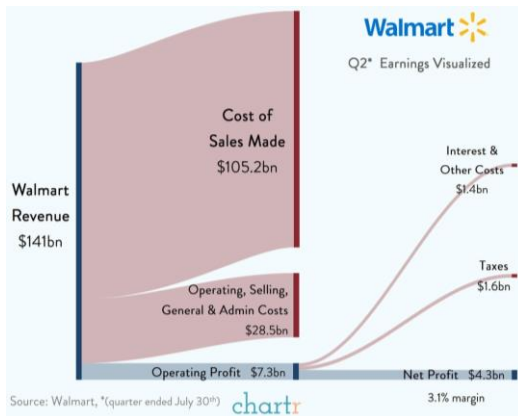 Walmart
Q2* Earnings Visualized
Cost of
Sales Made
$105.2bn
Interest &
Other Costs
$1.4bn
Walmart
Revenue
$141bn
Taxes
$1.6bn
Operating, Selling,
General & Admin Costs
$28.5bn
Operating Profit $7.3bn
Net Profit $4.3bn
3.1% margin
Source: Walmart, *(quarter ended July 30th)
chartr